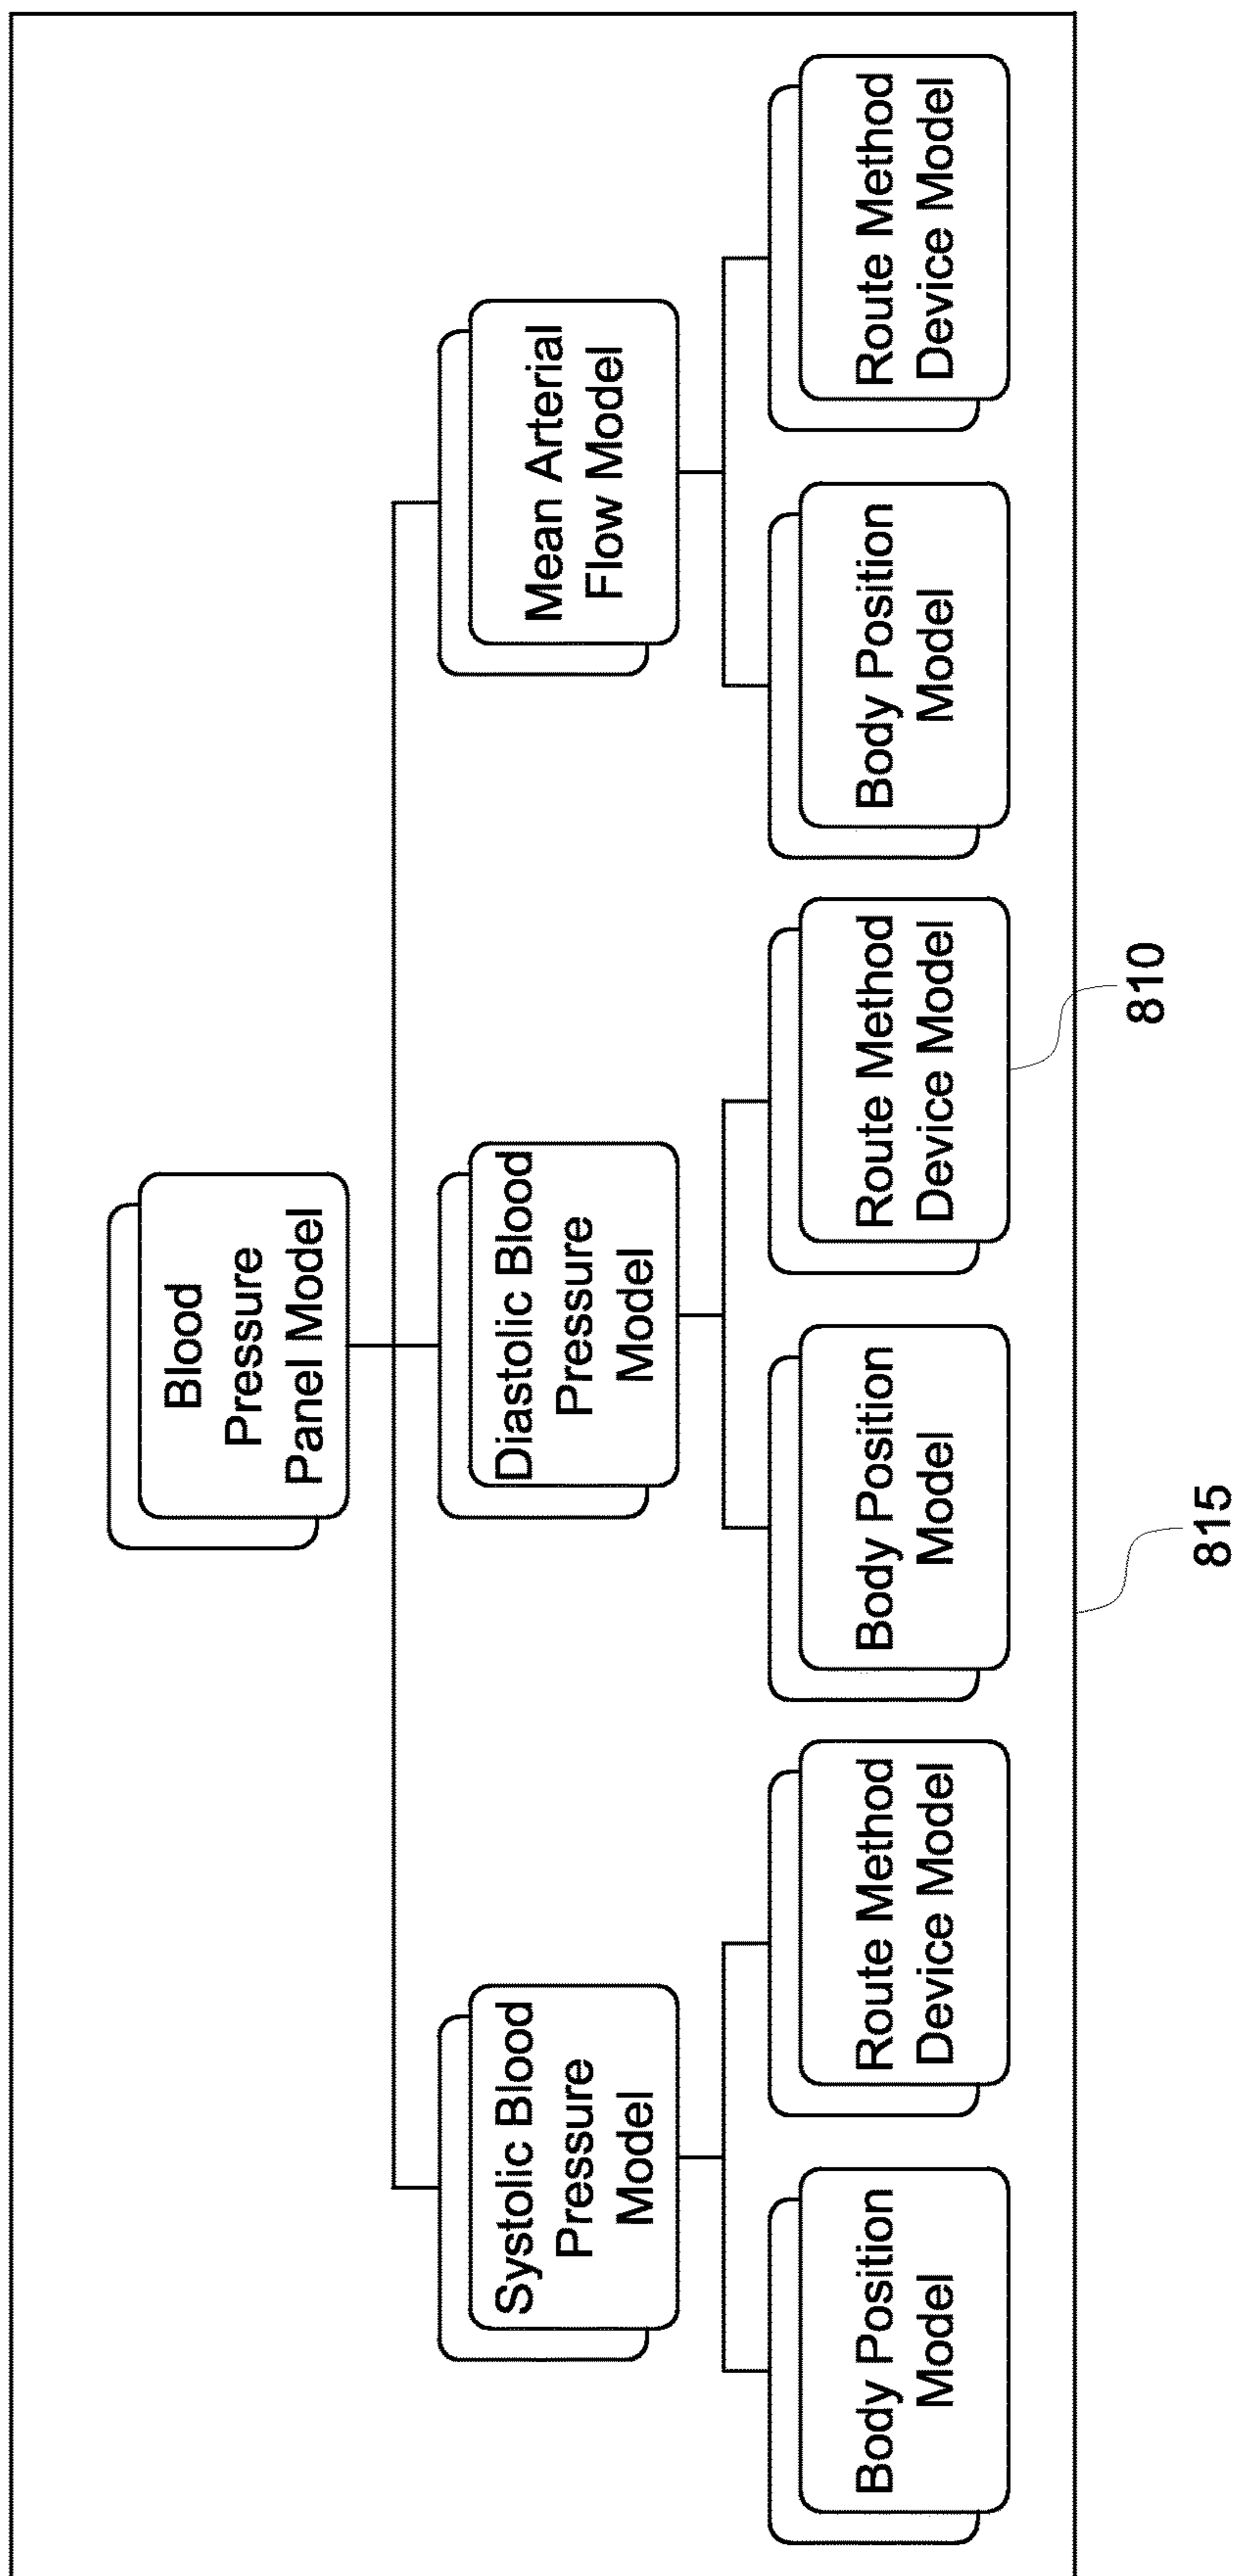 Blood
Pressure
Panel Model
Systolic Blood
Pressure
Model
Diastolic Blood
Pressure
Model
Mean Arterial
Flow Model
Body Position
Model
Route Method
Device Model
Body Position
Model
Route Method
Device Model
Body Position
Model
Route Method
Device Model
810
815